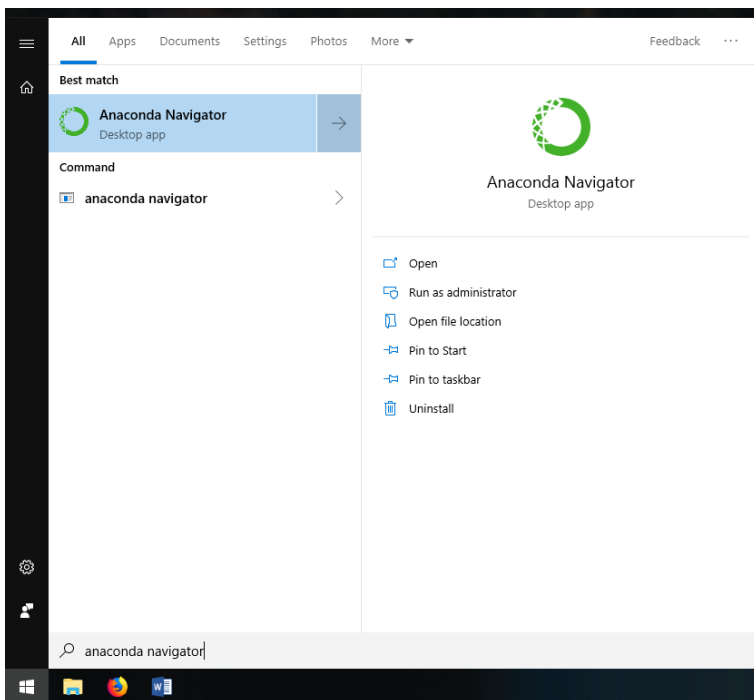 All Apps Documents Settings Photos More Feedback ...
Best match
Anaconda Navigator
Desktop app
Command
anaconda navigator
Anaconda Navigator
Desktop app
Open
Run as administrator
Open file location
Pin to Start
Pin to taskbar
Uninstall
anaconda navigator
W